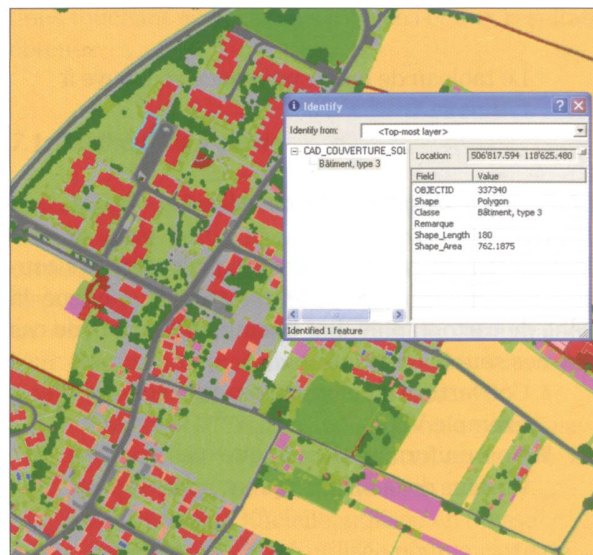 Identify
Identify from: <Top-most layer>
CAD_COUVERTURE_SOL
Bâtiment, type 3
Location: 506'817.594 118'625.480
Field Value
OBJECTID 337340
Shape Polygon
Classe Bâtiment, type 3
Remarque
Shape_Length 180
Shape_Area 762.1875
Identified 1 feature